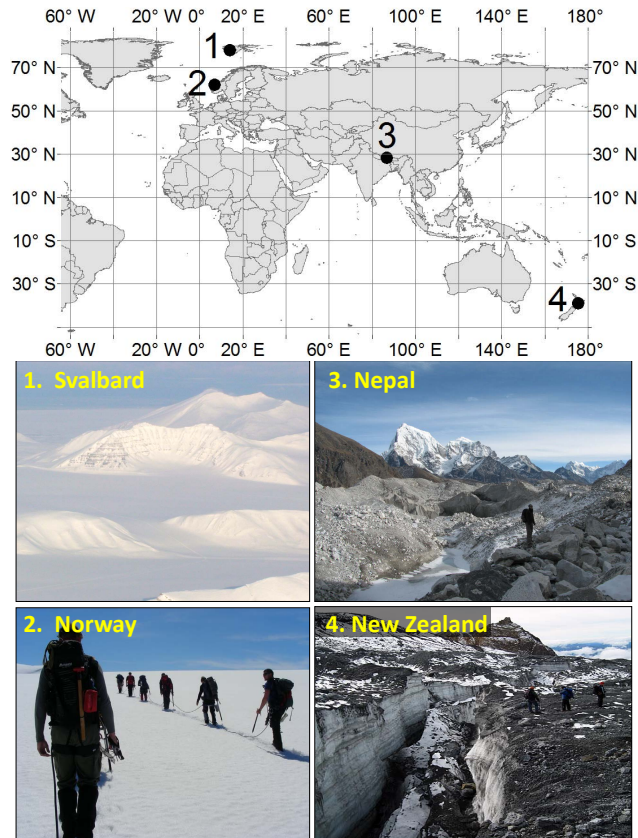 1
70° N
70° N
2
50° N
50° N
3
30° N
30° N
10° N
10° N
10° S
10° S
30° S
30° S
4
60° W
20° W
0°
20° E
60° E
100° E
140° E
180°
60° W
20° W
0°
20° E
60° E
100° E
140° E
180°
1. Svalbard
3. Nepal
2. Norway
4. New Zealand